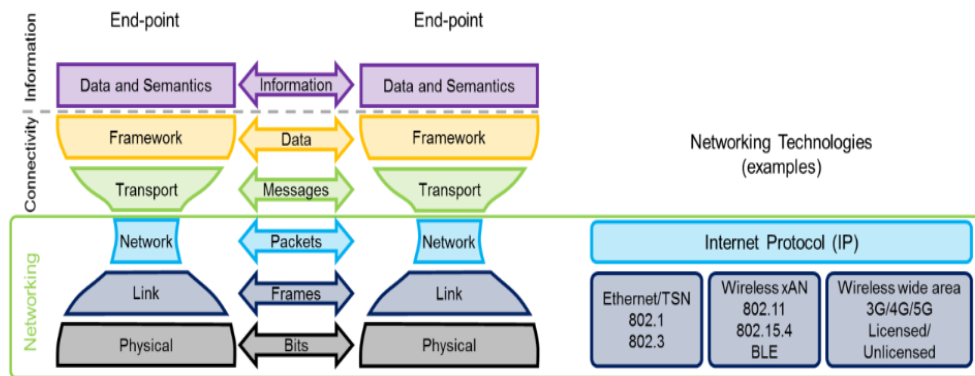 End-point
End-point
Information
Data and Semantics
Information
Data and Semantics
Connectivity
Framework
Data
Framework
Networking Technologies
(examples)
Transport
Messages
Transport
Networking
Network
Packets
Network
Internet Protocol (IP)
Link
Frames
Link
Ethernet/TSN
802.1
802.3
Wireless xAN
802.11
802.15.4
BLE
Wireless wide area
3G/4G/5G
Licensed/
Unlicensed
Physical
Bits
Physical